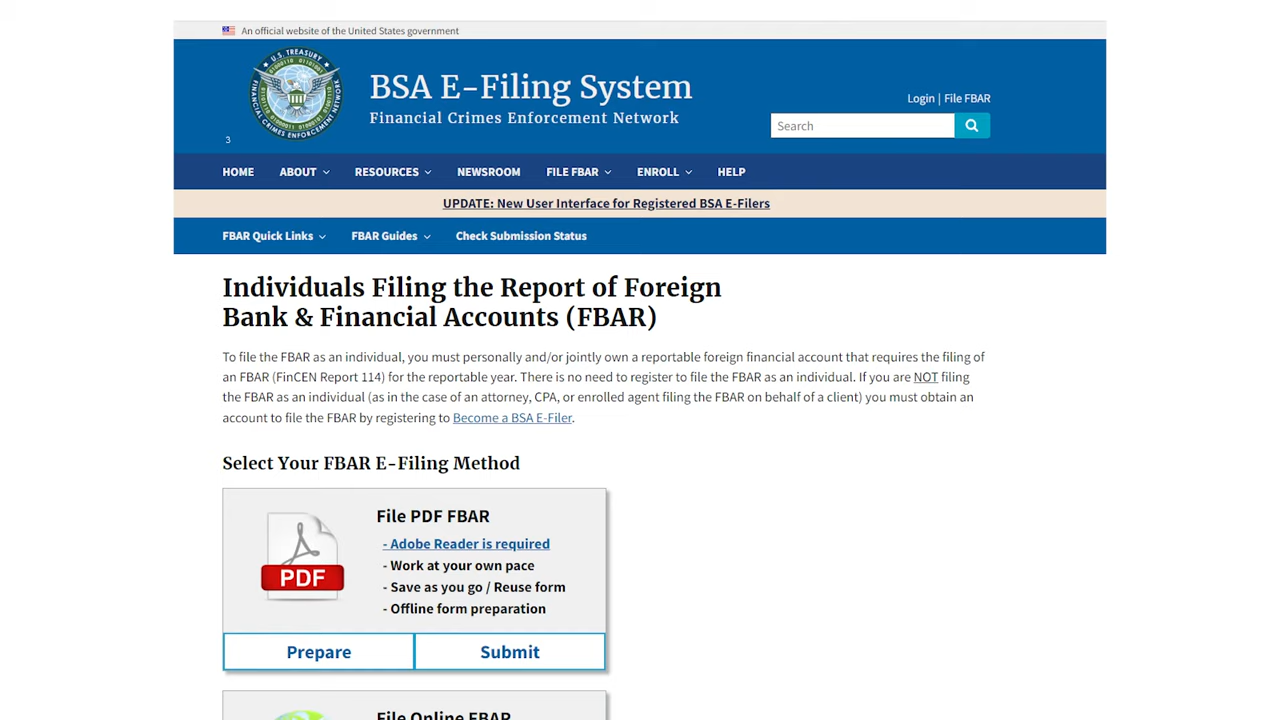 An official website of the United States government
U.S. TREASURY
FINANCIAL CRIMES ENFORCEMENT NETWORK
BSA E-Filing System
Financial Crimes Enforcement Network
Login | File FBAR
Search
3
HOME ABOUT RESOURCES NEWSROOM FILE FBAR ENROLL HELP
UPDATE: New User Interface for Registered BSA E-Filers
FBAR Quick Links FBAR Guides Check Submission Status
Individuals Filing the Report of Foreign
Bank & Financial Accounts (FBAR)
To file the FBAR as an individual, you must personally and/or jointly own a reportable foreign financial account that requires the filing of
an FBAR (FinCEN Report 114) for the reportable year. There is no need to register to file the FBAR as an individual. If you are NOT filing
the FBAR as an individual (as in the case of an attorney, CPA, or enrolled agent filing the FBAR on behalf of a client) you must obtain an
account to file the FBAR by registering to Become a BSA E-Filer.
Select Your FBAR E-Filing Method
File PDF FBAR
- Adobe Reader is required
- Work at your own pace
- Save as you go / Reuse form
- Offline form preparation
PDF
Prepare Submit
File Online FBAR